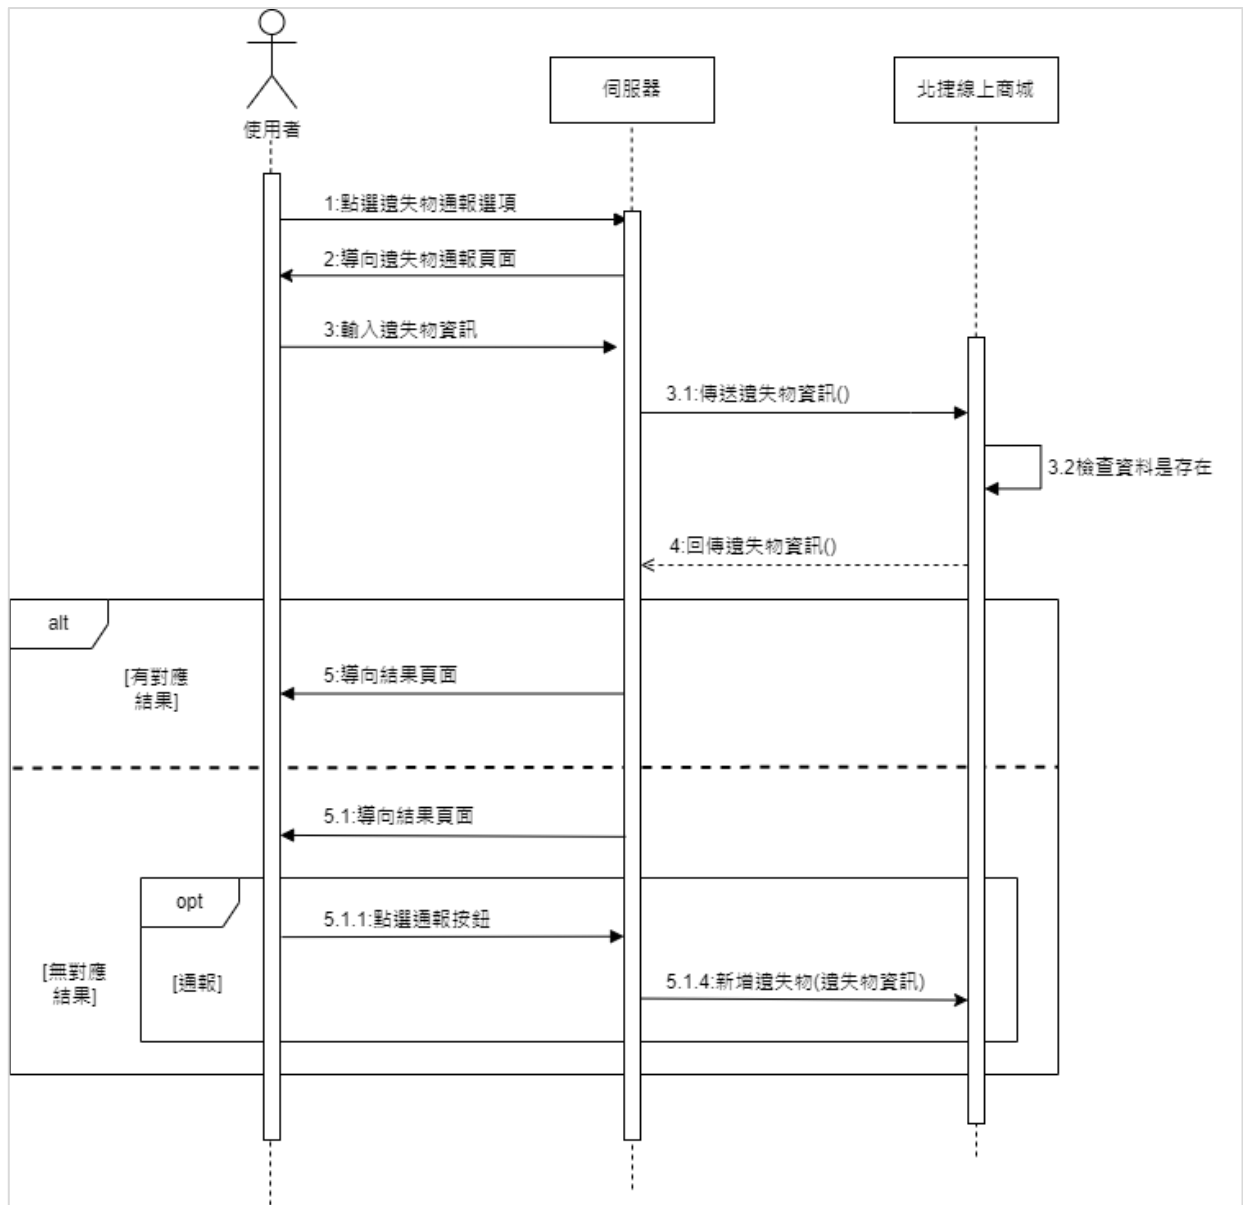 使用者
伺服器
北捷線上商城
1:點選遺失物通報選項
2:導向遺失物通報頁面
3:輸入遺失物資訊
3.1:傳送遺失物資訊()
3.2檢查資料是存在
4:回傳遺失物資訊()
alt
[有對應
結果]
5:導向結果頁面
5.1:導向結果頁面
opt
5.1.1:點選通報按鈕
[無對應
結果]
[通報]
5.1.4:新增遺失物(遺失物資訊)